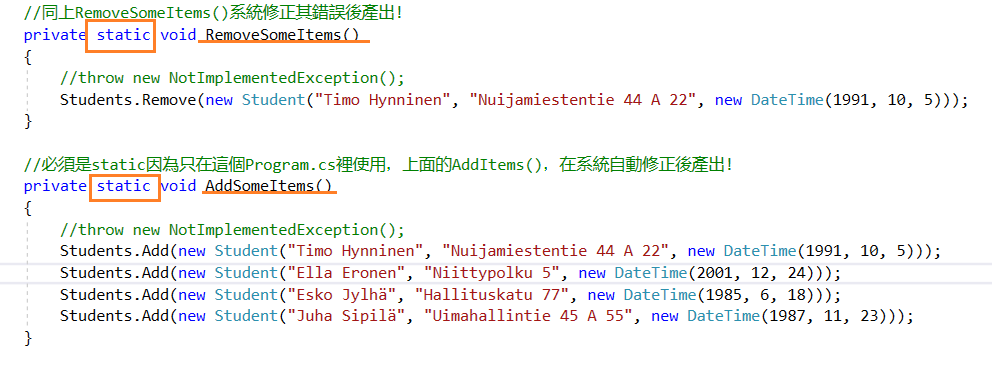 //同上RemoveSomeItems()系統修正其錯誤後產出!
private static void RemoveSomeItems()
{
//throw new NotImplementedException();
Students.Remove(new Student("Timo Hynninen", "Nuijamiestentie 44 A 22", new DateTime(1991, 10, 5)));
}
//必須是static因為只在這個Program.cs裡使用, 上面的AddItems(), 在系統自動修正後產出!
private static void AddSomeItems()
{
//throw new NotImplementedException();
Students.Add(new Student("Timo Hynninen", "Nuijamiestentie 44 A 22", new DateTime(1991, 10, 5)));
Students.Add(new Student("Ella Eronen", "Niittypolku 5", new DateTime(2001, 12, 24)));
Students.Add(new Student("Esko Jylhä", "Hallituskatu 77", new DateTime(1985, 6, 18)));
Students.Add(new Student("Juha Sipilä", "Uimahallintie 45 A 55", new DateTime(1987, 11, 23)));
}